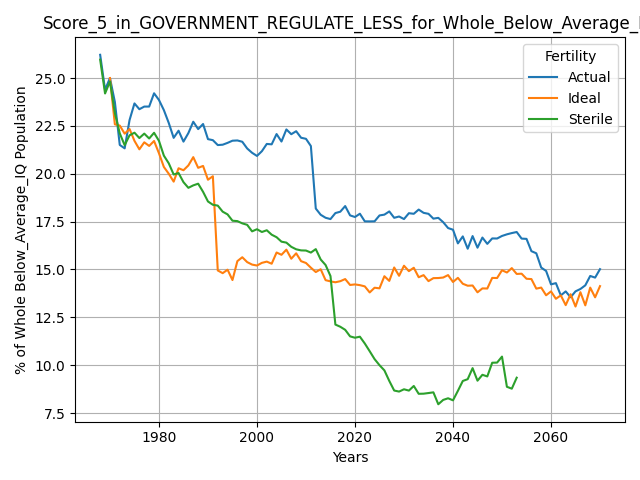 Score_5_in_GOVERNMENT_REGULATE_LESS_for_Whole_Below_Average_
Fertility
Actual
Ideal
Sterile
% of Whole Below_Average_IQ Population
25.0
22.5
20.0
17.5
15.0
12.5
10.0
7.5
1980
2000
2020
2040
2060
Years